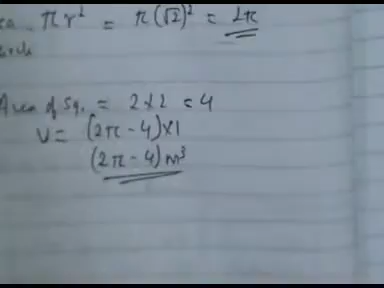 πr² = π(√2)² = 2π
Area of Sq. = 2×2 = 4
V = (2π - 4)×1
(2π - 4) m³